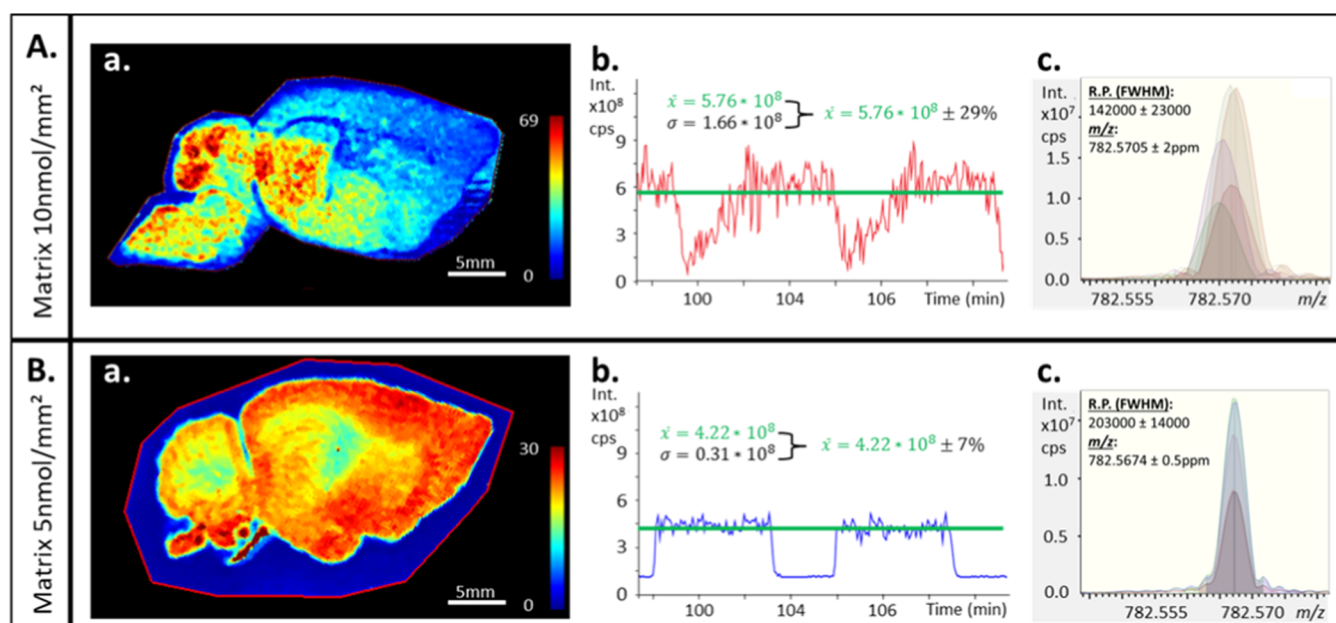 A.
Matrix 10nmol/mm²
a.
69
0
5mm
b.
Int.
x10⁸
cps
x̄ = 5.76 * 10⁸
σ = 1.66 * 10⁸
x̄ = 5.76 * 10⁸ ± 29%
9
6
3
0
100 104 106 Time (min)
c.
Int.
x10⁷
cps
R.P. (FWHM):
142000 ± 23000
m/z:
782.5705 ± 2ppm
1.5
1.0
0.5
0.0
782.555 782.570 m/z
B.
Matrix 5nmol/mm²
a.
30
0
5mm
b.
Int.
x10⁸
cps
x̄ = 4.22 * 10⁸
σ = 0.31 * 10⁸
x̄ = 4.22 * 10⁸ ± 7%
9
6
3
0
100 104 106 Time (min)
c.
Int.
x10⁷
cps
R.P. (FWHM):
203000 ± 14000
m/z:
782.5674 ± 0.5ppm
1.0
0.5
0.0
782.555 782.570 m/z